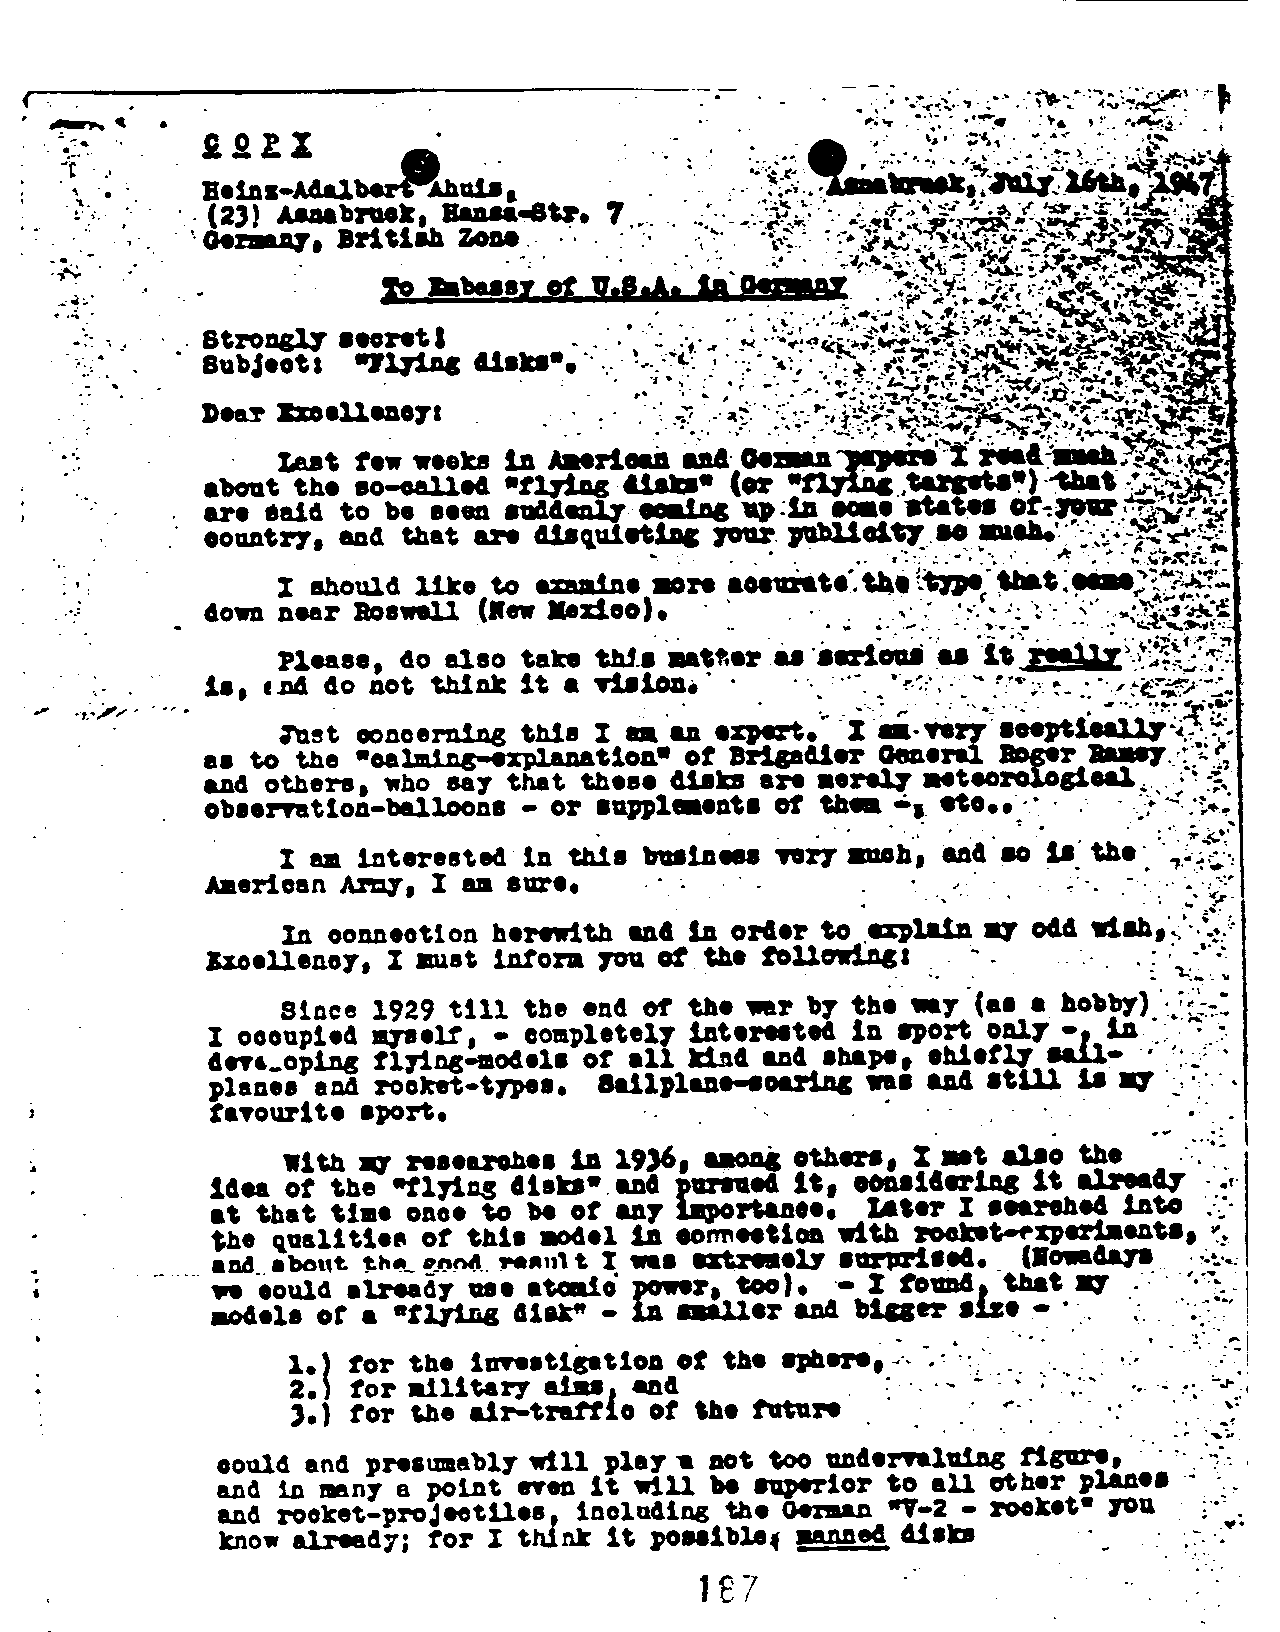 COPY
Heinz-Adalbert Ahuis,
Asnabruek, July 16th, 1947
(23) Asnabruek, Hansa-Str. 7
Germany, British Zone
To Embassy of U.S.A. in Germany
Strongly secret!
Subject: "Flying disks".
Dear Excellency:
Last few weeks in American and German papers I read much
about the so-called "flying disks" (or "flying targets") that
are said to be seen suddenly coming up in some states of your
country, and that are disquieting your publicity so much.
I should like to examine more accurate the type that came
down near Roswell (New Mexico).
Please, do also take this matter as serious as it really
is, and do not think it a vision.
Just concerning this I am an expert. I am very sceptically
as to the "calming-explanation" of Brigadier General Roger Ramey
and others, who say that these disks are merely meteorological
observation-balloons - or supplements of them -, etc..
I am interested in this business very much, and so is the
American Army, I am sure.
In connection herewith and in order to explain my odd wish,
Excellency, I must inform you of the following:
Since 1929 till the end of the war by the way (as a hobby)
I occupied myself, - completely interested in sport only -, in
developing flying-models of all kind and shape, chiefly sail-
planes and rocket-types. Sailplane-soaring was and still is my
favourite sport.
With my researches in 1936, among others, I met also the
idea of the "flying disks" and pursued it, considering it already
at that time once to be of any importance. Later I searched into
the qualities of this model in connection with rocket-experiments,
and about the good result I was extremely surprised. (Nowadays
we could already use atomic power, too). - I found, that my
models of a "flying disk" - in smaller and bigger size -
1.) for the investigation of the sphere,
2.) for military aims, and
3.) for the air-traffic of the future
could and presumably will play a not too undervaluing figure,
and in many a point even it will be superior to all other planes
and rocket-projectiles, including the German "V-2 - rocket" you
know already; for I think it possible, manned disks
187